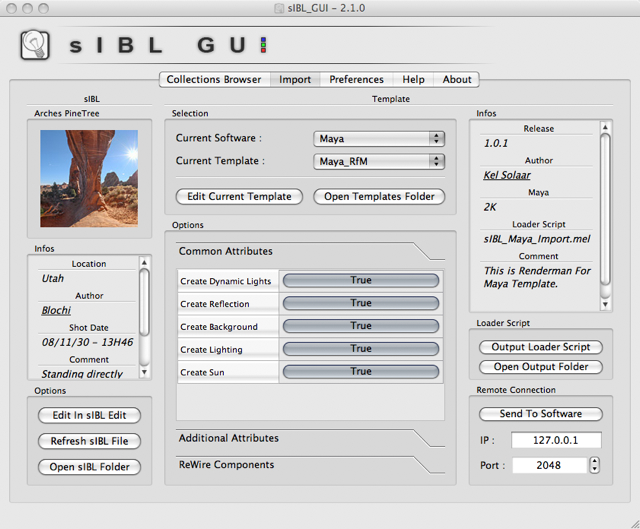 sIBL_GUI - 2.1.0
sIBL GUI
Collections Browser Import Preferences Help About
sIBL
Arches PineTree
Infos
Location
Utah
Author
Blochi
Shot Date
08/11/30 - 13H46
Comment
Standing directly
Options
Edit In sIBL Edit
Refresh sIBL File
Open sIBL Folder
Template
Selection
Current Software : Maya
Current Template : Maya_RfM
Edit Current Template Open Templates Folder
Options
Common Attributes
Create Dynamic Lights True
Create Reflection True
Create Background True
Create Lighting True
Create Sun True
Additional Attributes
ReWire Components
Infos
Release
1.0.1
Author
Kel Solaar
Maya
2K
Loader Script
sIBL_Maya_Import.mel
Comment
This is Renderman For
Maya Template.
Loader Script
Output Loader Script
Open Output Folder
Remote Connection
Send To Software
IP : 127.0.0.1
Port : 2048